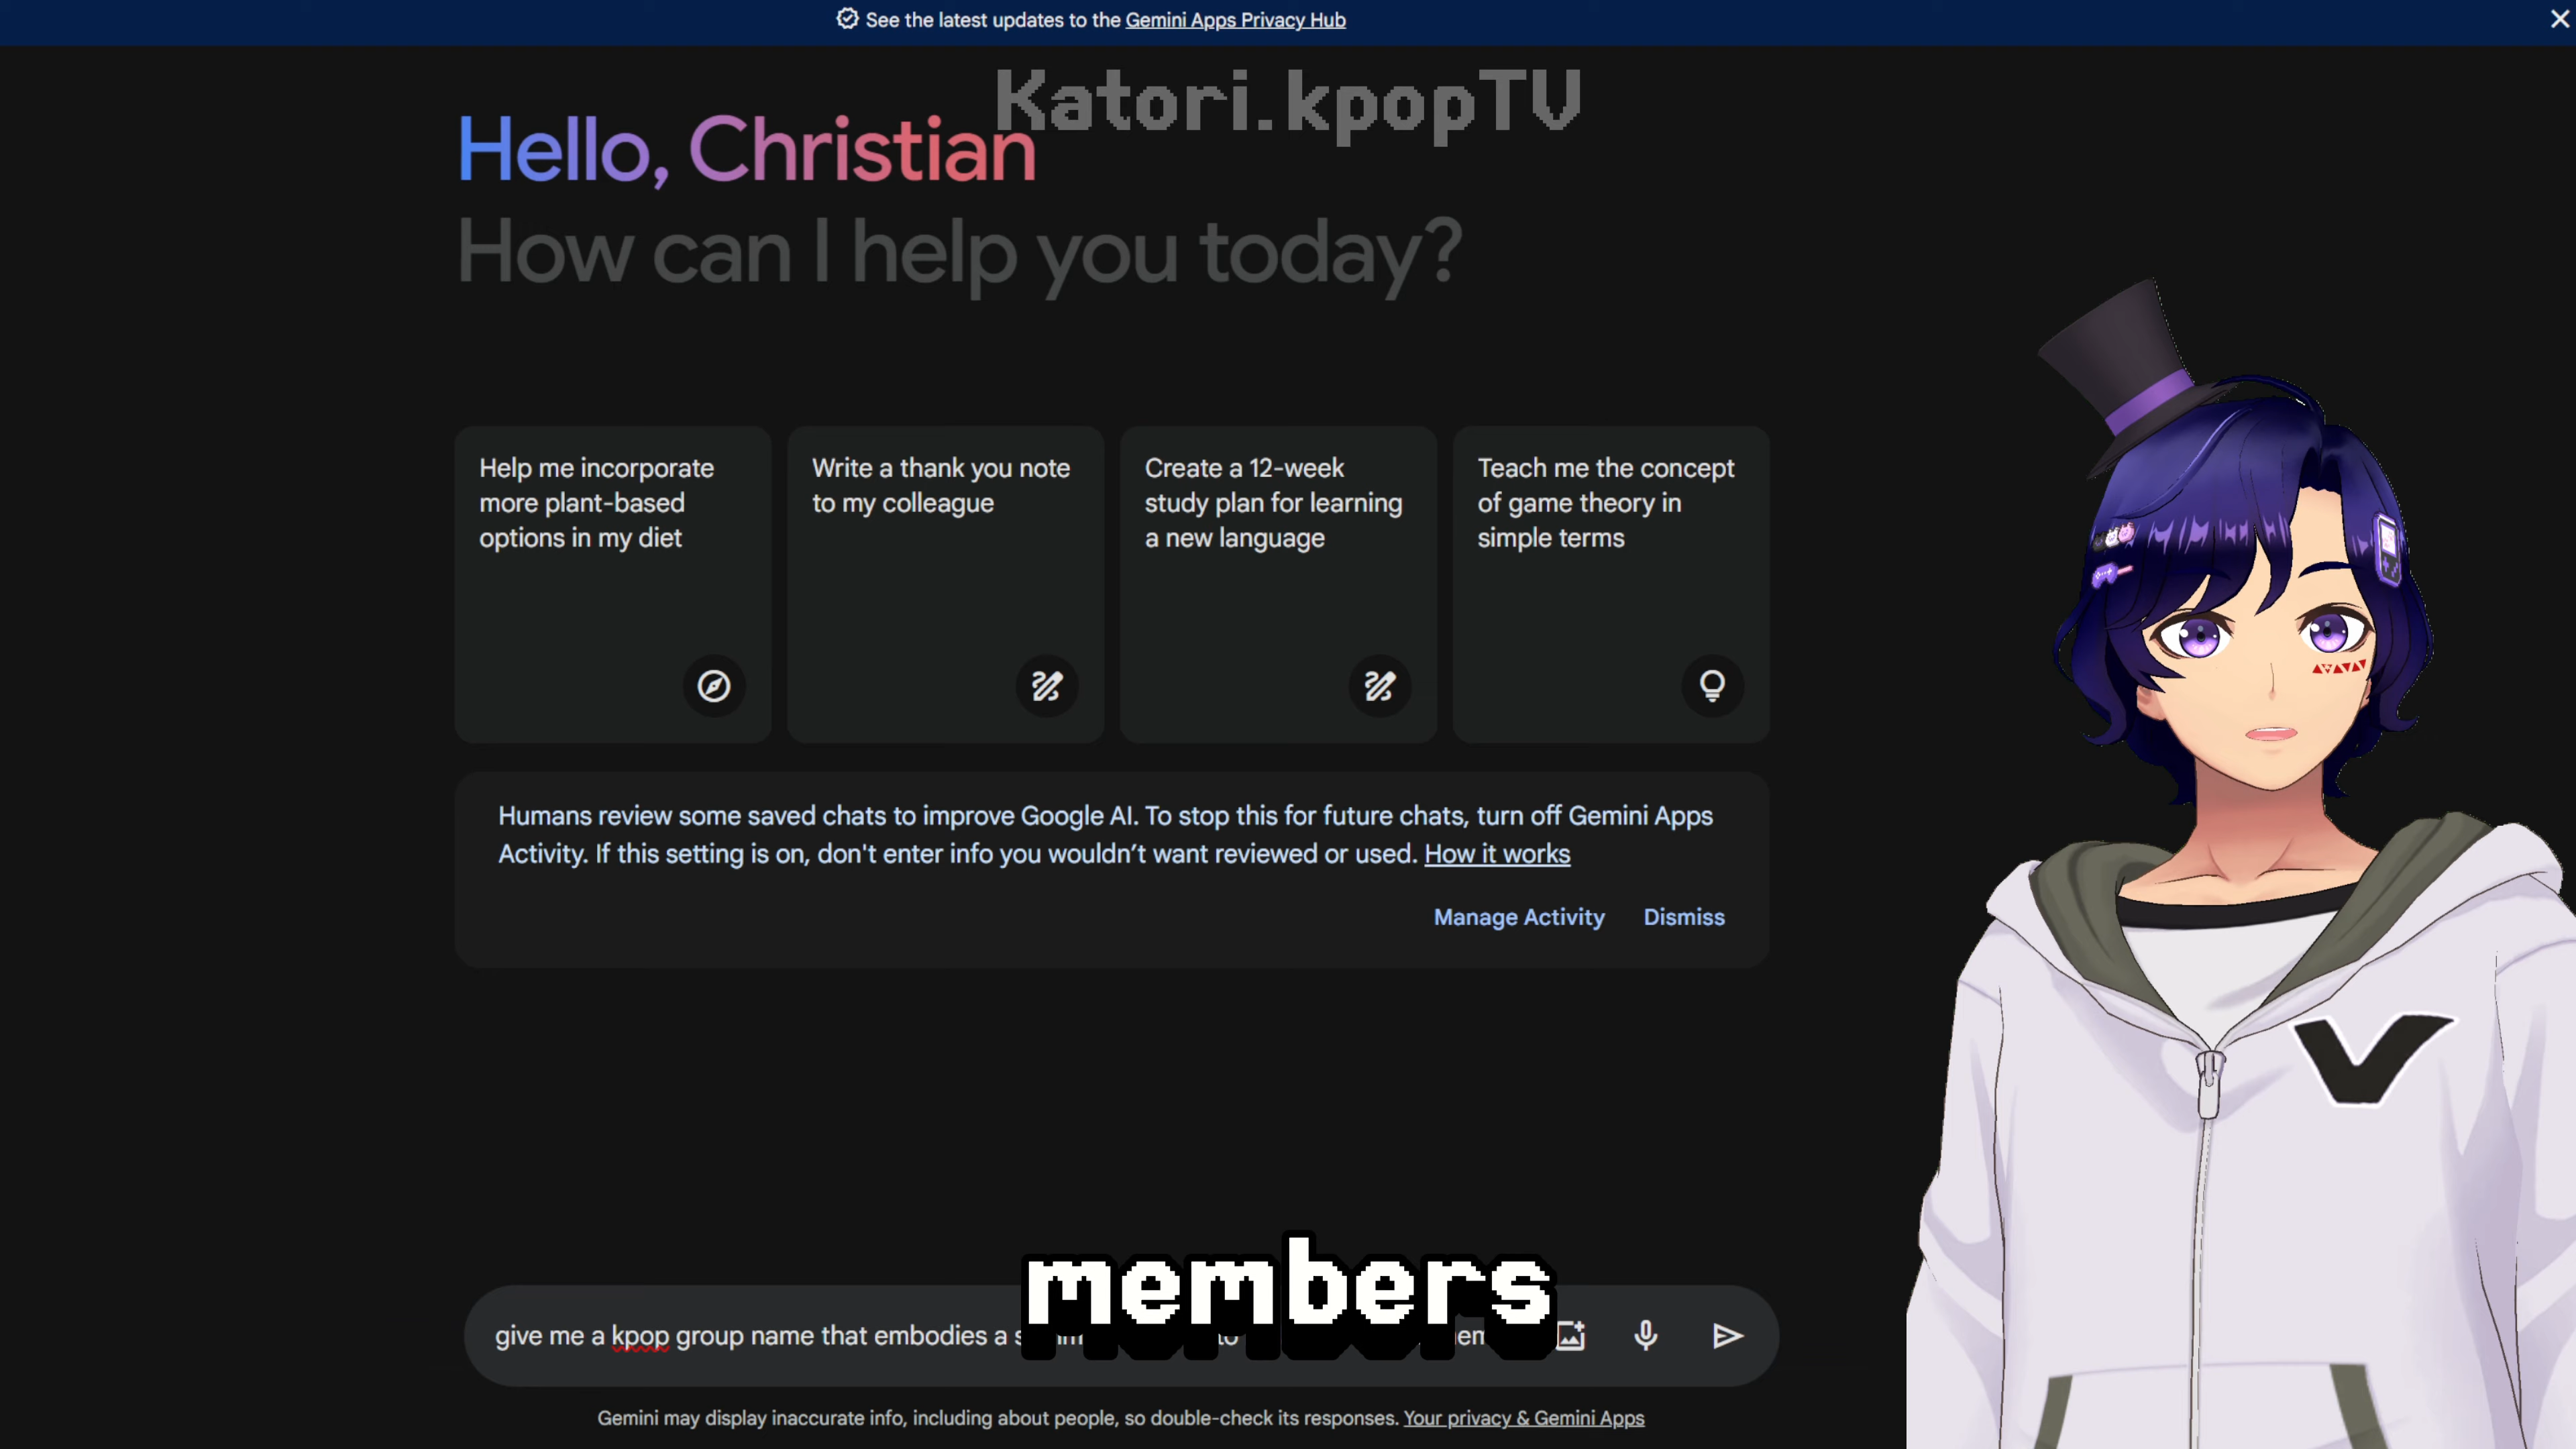 See the latest updates to the Gemini Apps Privacy Hub
Katori.kpopTV
Hello, Christian
How can I help you today?
Help me incorporate
more plant-based
options in my diet
Write a thank you note
to my colleague
Create a 12-week
study plan for learning
a new language
Teach me the concept
of game theory in
simple terms
Humans review some saved chats to improve Google AI. To stop this for future chats, turn off Gemini Apps
Activity. If this setting is on, don't enter info you wouldn't want reviewed or used. How it works
Manage Activity Dismiss
members
give me a kpop group name that embodies a
Gemini may display inaccurate info, including about people, so double-check its responses. Your privacy & Gemini Apps
V